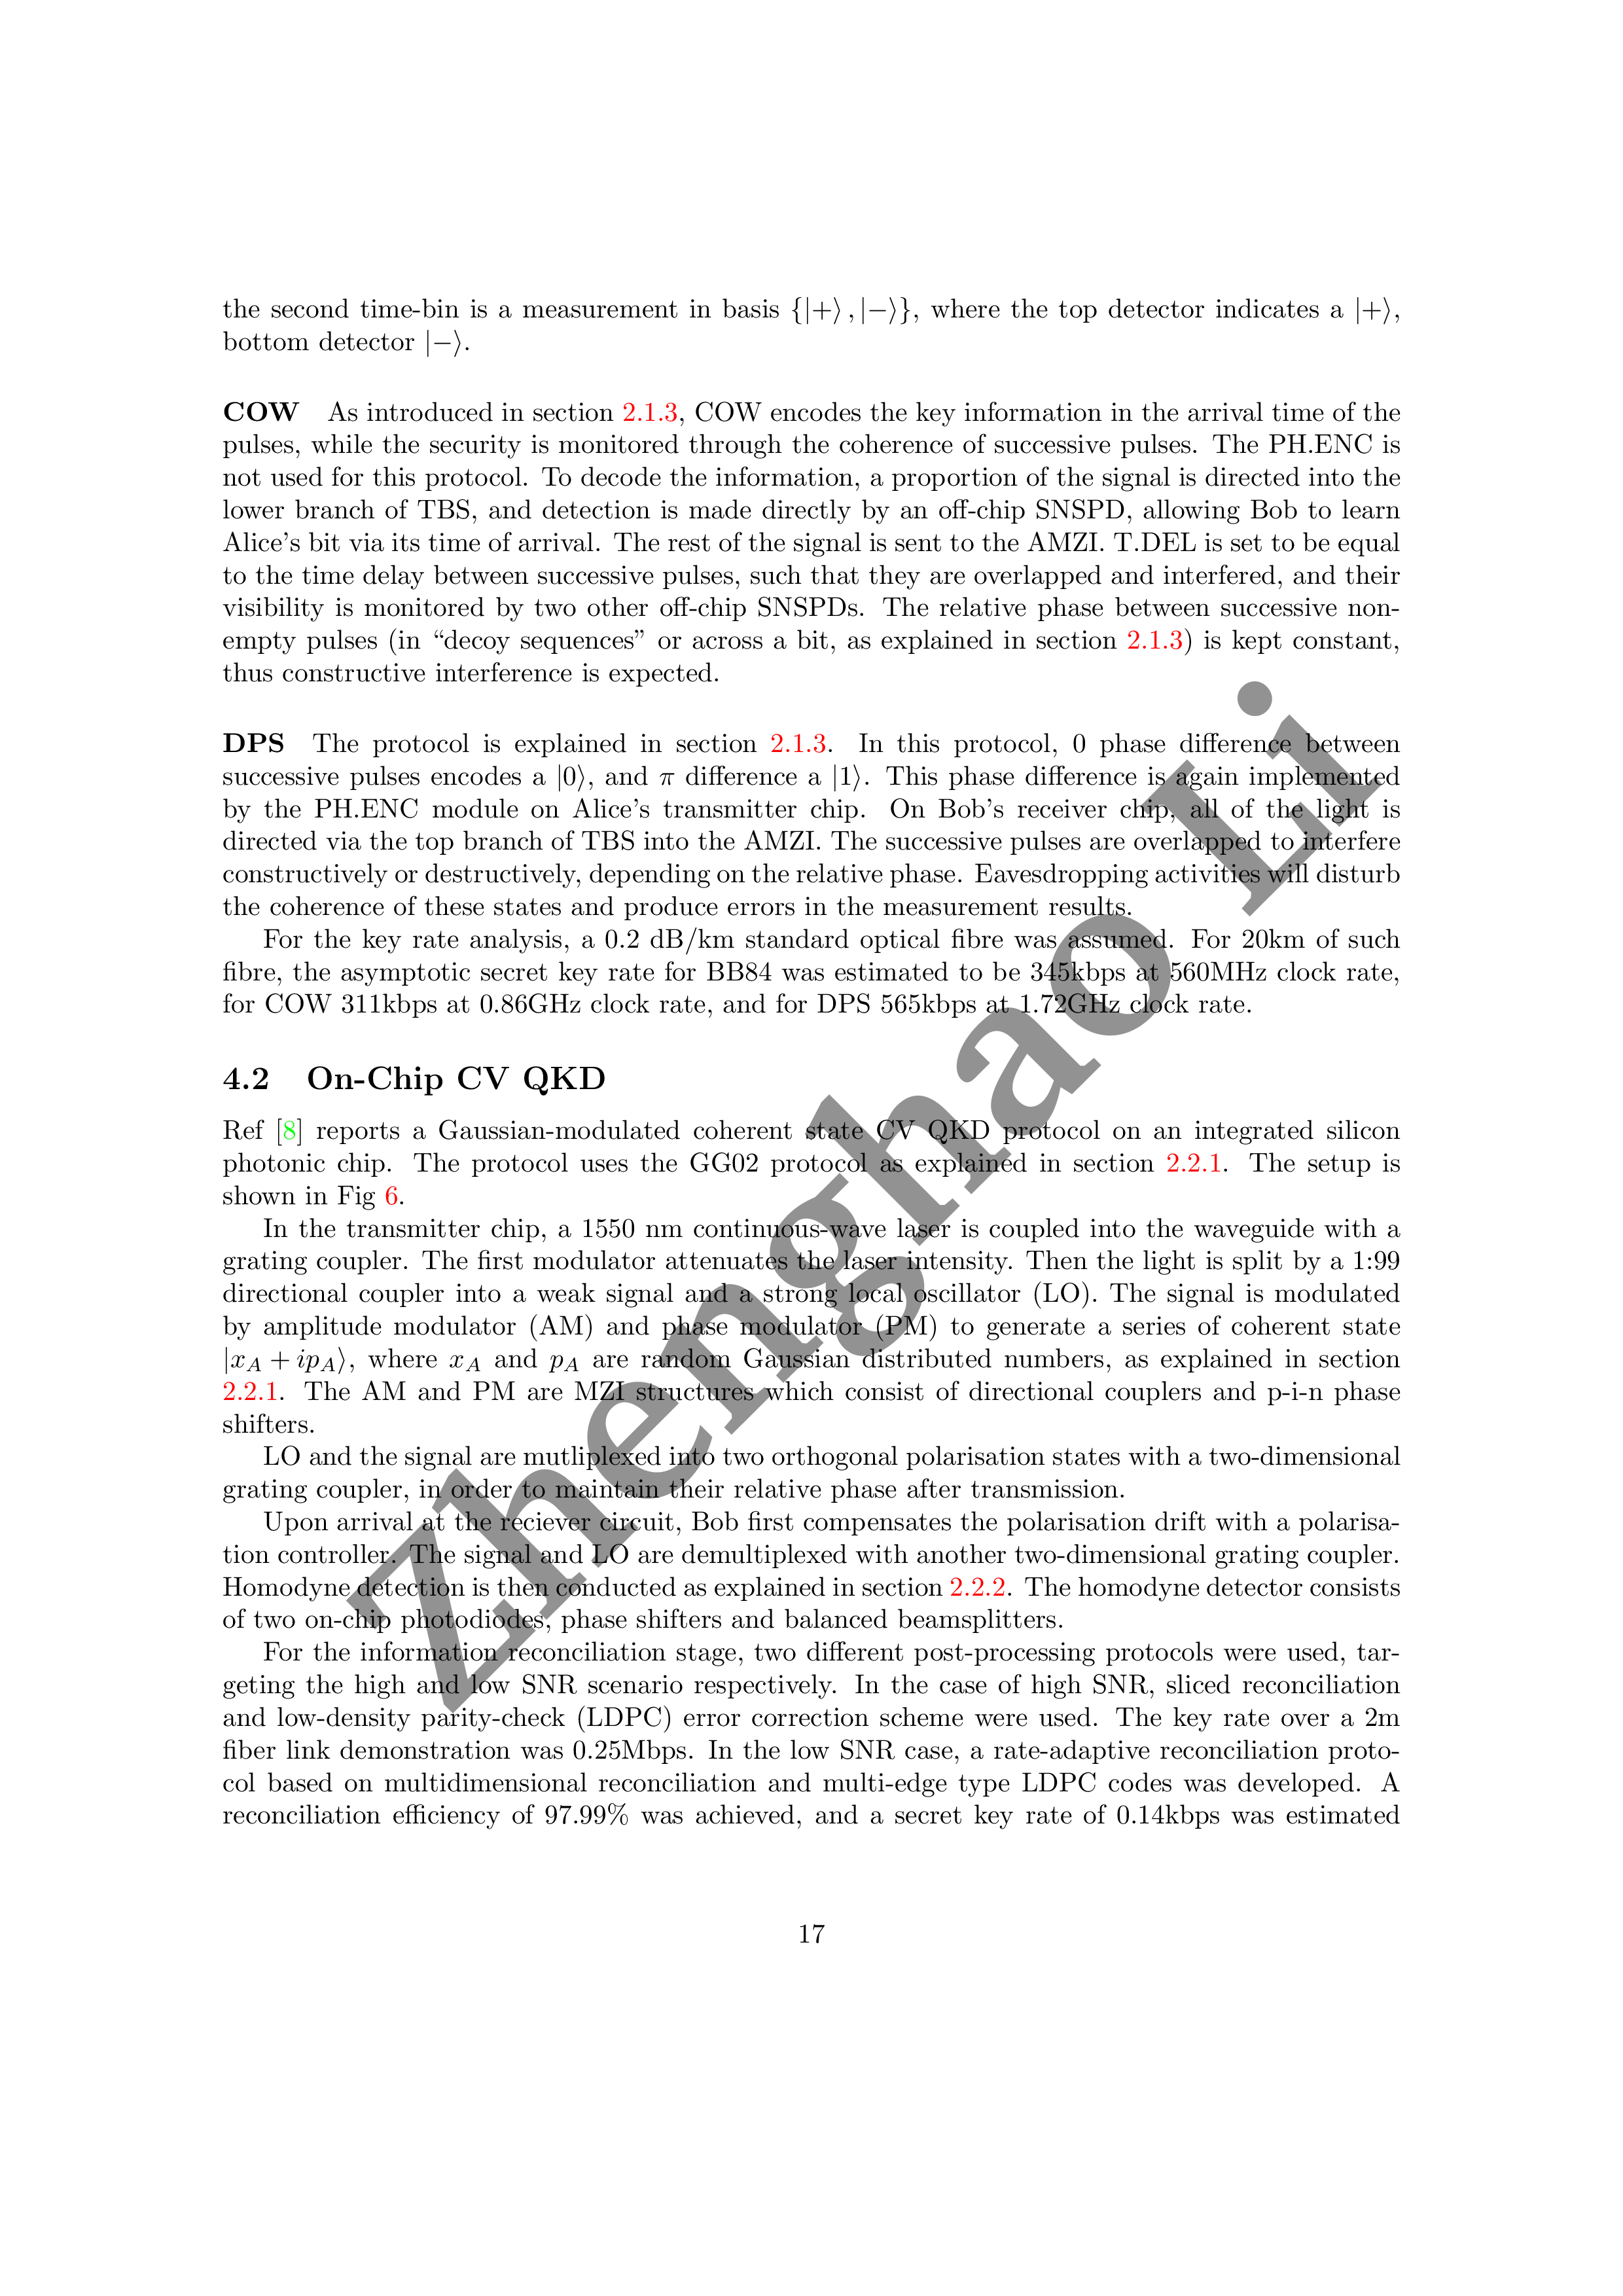 the second time-bin is a measurement in basis {|+⟩ , |−⟩}, where the top detector indicates a |+⟩,
bottom detector |−⟩.
COW As introduced in section 2.1.3, COW encodes the key information in the arrival time of the
pulses, while the security is monitored through the coherence of successive pulses. The PH.ENC is
not used for this protocol. To decode the information, a proportion of the signal is directed into the
lower branch of TBS, and detection is made directly by an off-chip SNSPD, allowing Bob to learn
Alice's bit via its time of arrival. The rest of the signal is sent to the AMZI. T.DEL is set to be equal
to the time delay between successive pulses, such that they are overlapped and interfered, and their
visibility is monitored by two other off-chip SNSPDs. The relative phase between successive non-
empty pulses (in “decoy sequences” or across a bit, as explained in section 2.1.3) is kept constant,
thus constructive interference is expected.
DPS The protocol is explained in section 2.1.3. In this protocol, 0 phase difference between
successive pulses encodes a |0⟩, and π difference a |1⟩. This phase difference is again implemented
by the PH.ENC module on Alice's transmitter chip. On Bob's receiver chip, all of the light is
directed via the top branch of TBS into the AMZI. The successive pulses are overlapped to interfere
constructively or destructively, depending on the relative phase. Eavesdropping activities will disturb
the coherence of these states and produce errors in the measurement results.
For the key rate analysis, a 0.2 dB/km standard optical fibre was assumed. For 20km of such
fibre, the asymptotic secret key rate for BB84 was estimated to be 345kbps at 560MHz clock rate,
for COW 311kbps at 0.86GHz clock rate, and for DPS 565kbps at 1.72GHz clock rate.
4.2 On-Chip CV QKD
Ref [8] reports a Gaussian-modulated coherent state CV QKD protocol on an integrated silicon
photonic chip. The protocol uses the GG02 protocol as explained in section 2.2.1. The setup is
shown in Fig 6.
In the transmitter chip, a 1550 nm continuous-wave laser is coupled into the waveguide with a
grating coupler. The first modulator attenuates the laser intensity. Then the light is split by a 1:99
directional coupler into a weak signal and a strong local oscillator (LO). The signal is modulated
by amplitude modulator (AM) and phase modulator (PM) to generate a series of coherent state
|x_A + ip_A⟩, where x_A and p_A are random Gaussian distributed numbers, as explained in section
2.2.1. The AM and PM are MZI structures which consist of directional couplers and p-i-n phase
shifters.
LO and the signal are mutliplexed into two orthogonal polarisation states with a two-dimensional
grating coupler, in order to maintain their relative phase after transmission.
Upon arrival at the reciever circuit, Bob first compensates the polarisation drift with a polarisa-
tion controller. The signal and LO are demultiplexed with another two-dimensional grating coupler.
Homodyne detection is then conducted as explained in section 2.2.2. The homodyne detector consists
of two on-chip photodiodes, phase shifters and balanced beamsplitters.
For the information reconciliation stage, two different post-processing protocols were used, tar-
geting the high and low SNR scenario respectively. In the case of high SNR, sliced reconciliation
and low-density parity-check (LDPC) error correction scheme were used. The key rate over a 2m
fiber link demonstration was 0.25Mbps. In the low SNR case, a rate-adaptive reconciliation proto-
col based on multidimensional reconciliation and multi-edge type LDPC codes was developed. A
reconciliation efficiency of 97.99% was achieved, and a secret key rate of 0.14kbps was estimated
17
Zhenghao Li